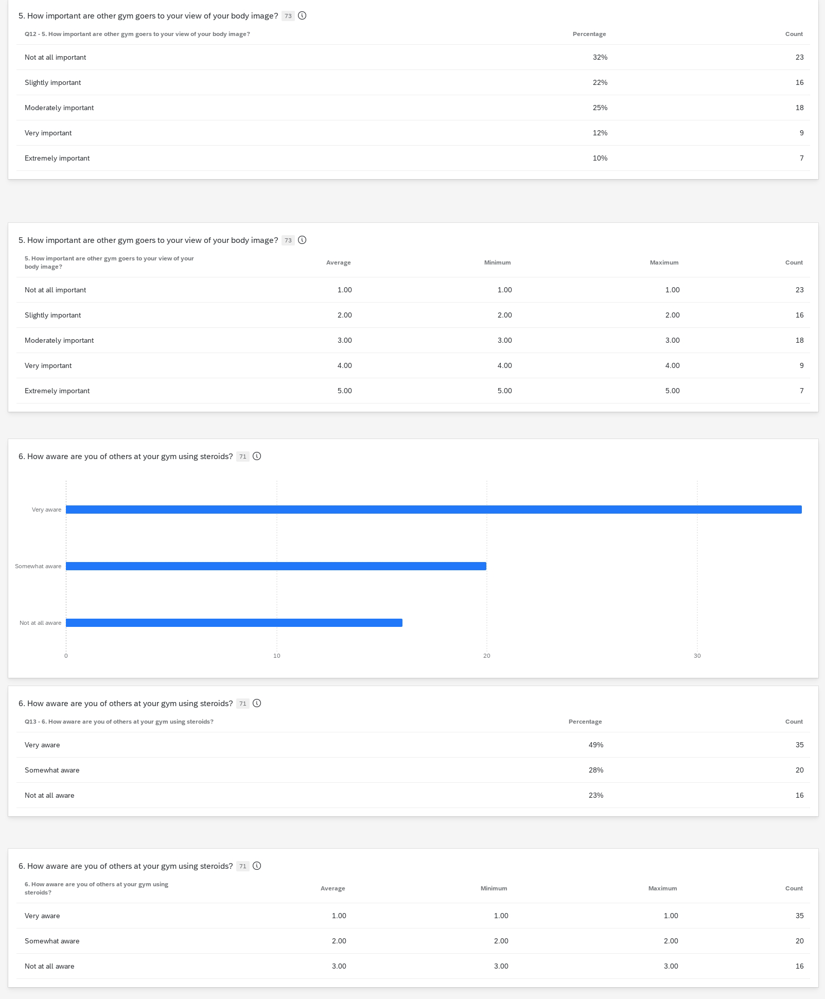 5. How important are other gym goers to your view of your body image? 73
Q12 - 5. How important are other gym goers to your view of your body image? Percentage Count
Not at all important 32% 23
Slightly important 22% 16
Moderately important 25% 18
Very important 12% 9
Extremely important 10% 7
5. How important are other gym goers to your view of your body image? 73
5. How important are other gym goers to your view of your
body image? Average Minimum Maximum Count
Not at all important 1.00 1.00 1.00 23
Slightly important 2.00 2.00 2.00 16
Moderately important 3.00 3.00 3.00 18
Very important 4.00 4.00 4.00 9
Extremely important 5.00 5.00 5.00 7
6. How aware are you of others at your gym using steroids? 71
Very aware
Somewhat aware
Not at all aware
0 10 20 30
6. How aware are you of others at your gym using steroids? 71
Q13 - 6. How aware are you of others at your gym using steroids? Percentage Count
Very aware 49% 35
Somewhat aware 28% 20
Not at all aware 23% 16
6. How aware are you of others at your gym using steroids? 71
6. How aware are you of others at your gym using
steroids? Average Minimum Maximum Count
Very aware 1.00 1.00 1.00 35
Somewhat aware 2.00 2.00 2.00 20
Not at all aware 3.00 3.00 3.00 16